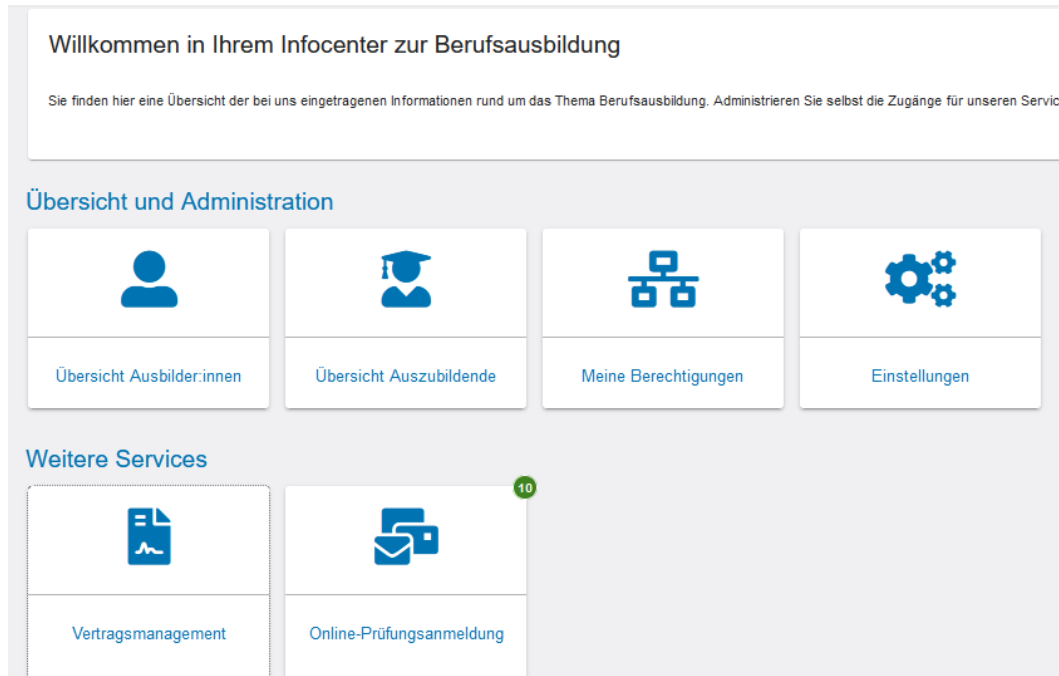 Willkommen in Ihrem Infocenter zur Berufsausbildung
Sie finden hier eine Übersicht der bei uns eingetragenen Informationen rund um das Thema Berufsausbildung. Administrieren Sie selbst die Zugänge für unseren Servic
Übersicht und Administration
Übersicht Ausbilder:innen
Übersicht Auszubildende
Meine Berechtigungen
Einstellungen
Weitere Services
10
Vertragsmanagement
Online-Prüfungsanmeldung